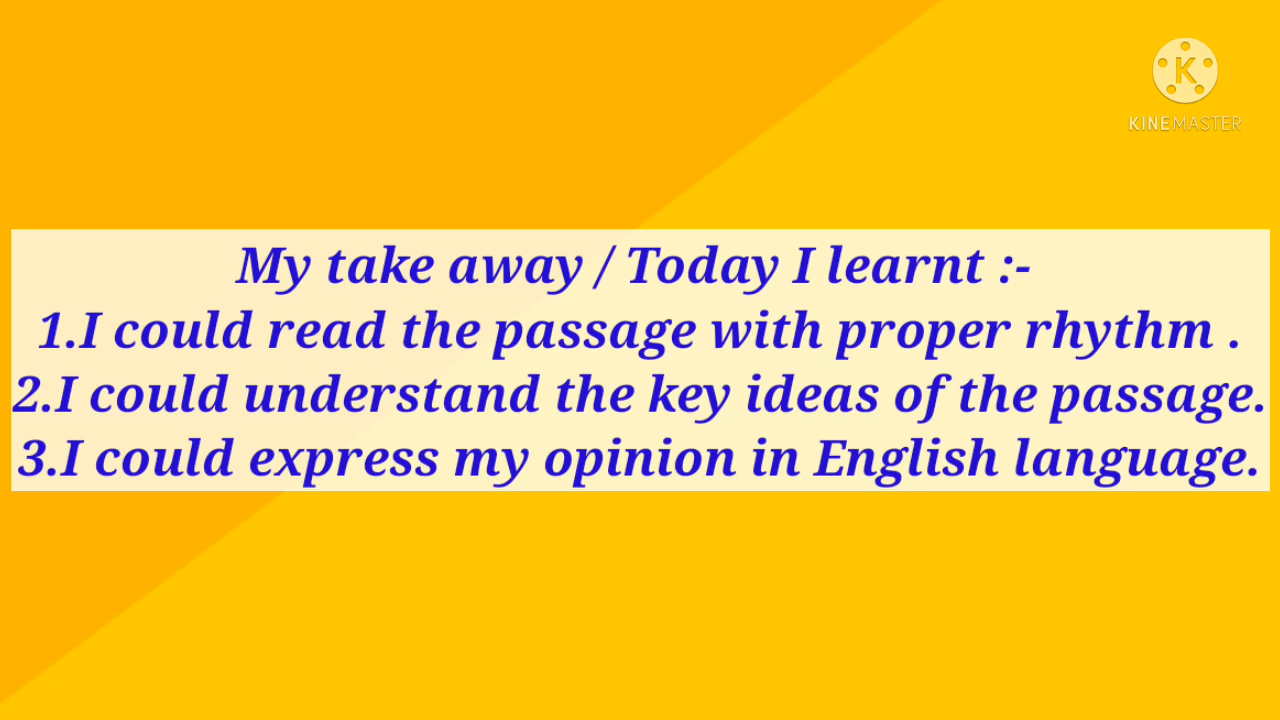 K
KINEMASTER
My take away / Today I learnt :-
1.I could read the passage with proper rhythm .
2.I could understand the key ideas of the passage.
3.I could express my opinion in English language.